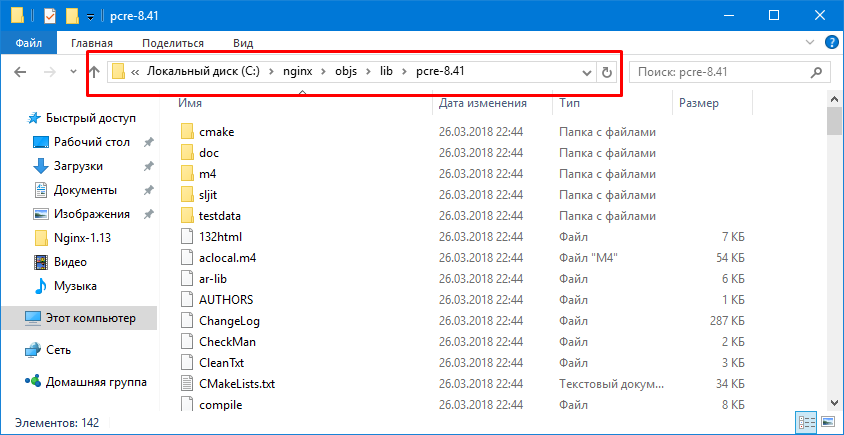 pcre-8.41
Файл Главная Поделиться Вид
« Локальный диск (C:) › nginx › objs › lib › pcre-8.41 Поиск: pcre-8.41
Имя Дата изменения Тип Размер
Быстрый доступ
Рабочий стол
Загрузки
Документы
Изображения
Nginx-1.13
Видео
Музыка
Этот компьютер
Сеть
Домашняя группа
cmake 26.03.2018 22:44 Папка с файлами
doc 26.03.2018 22:44 Папка с файлами
m4 26.03.2018 22:44 Папка с файлами
sljit 26.03.2018 22:44 Папка с файлами
testdata 26.03.2018 22:44 Папка с файлами
132html 26.03.2018 22:44 Файл 7 КБ
aclocal.m4 26.03.2018 22:44 Файл "M4" 54 КБ
ar-lib 26.03.2018 22:44 Файл 6 КБ
AUTHORS 26.03.2018 22:44 Файл 1 КБ
ChangeLog 26.03.2018 22:44 Файл 287 КБ
CheckMan 26.03.2018 22:44 Файл 2 КБ
CleanTxt 26.03.2018 22:44 Файл 3 КБ
CMakeLists.txt 26.03.2018 22:44 Текстовый докум... 34 КБ
compile 26.03.2018 22:44 Файл 8 КБ
Элементов: 142